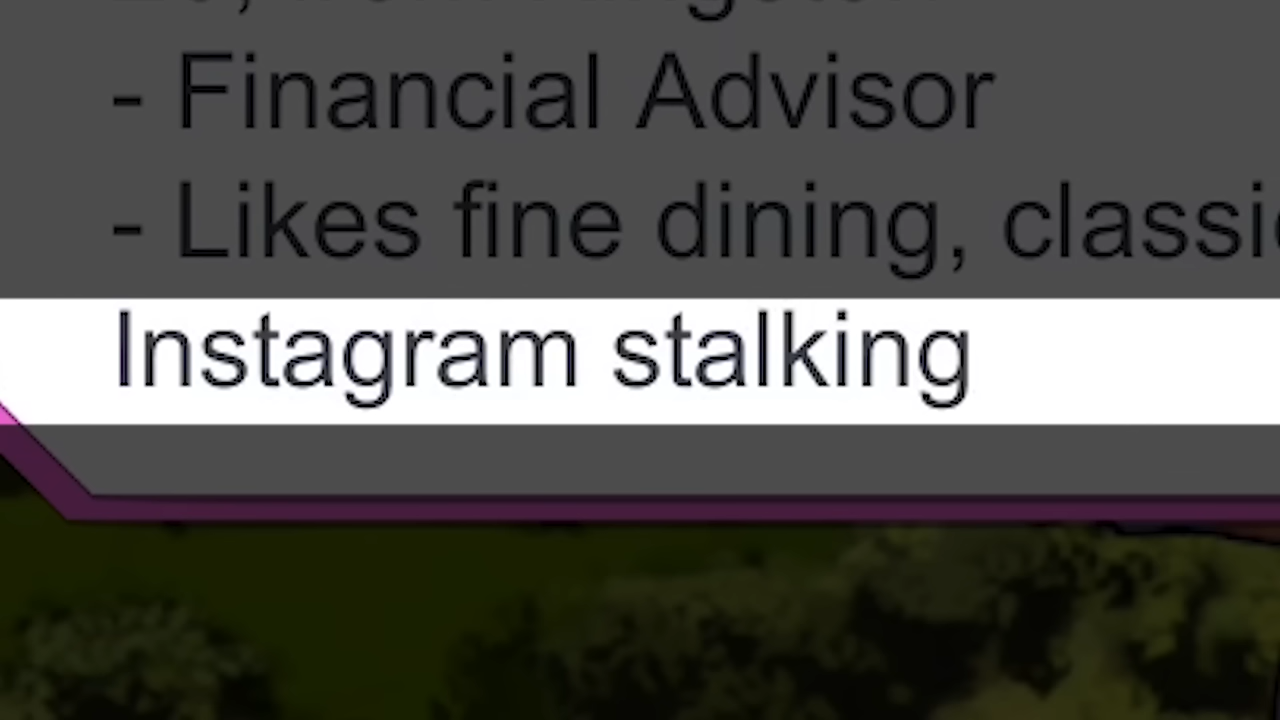 - Financial Advisor
- Likes fine dining,
Instagram stalking